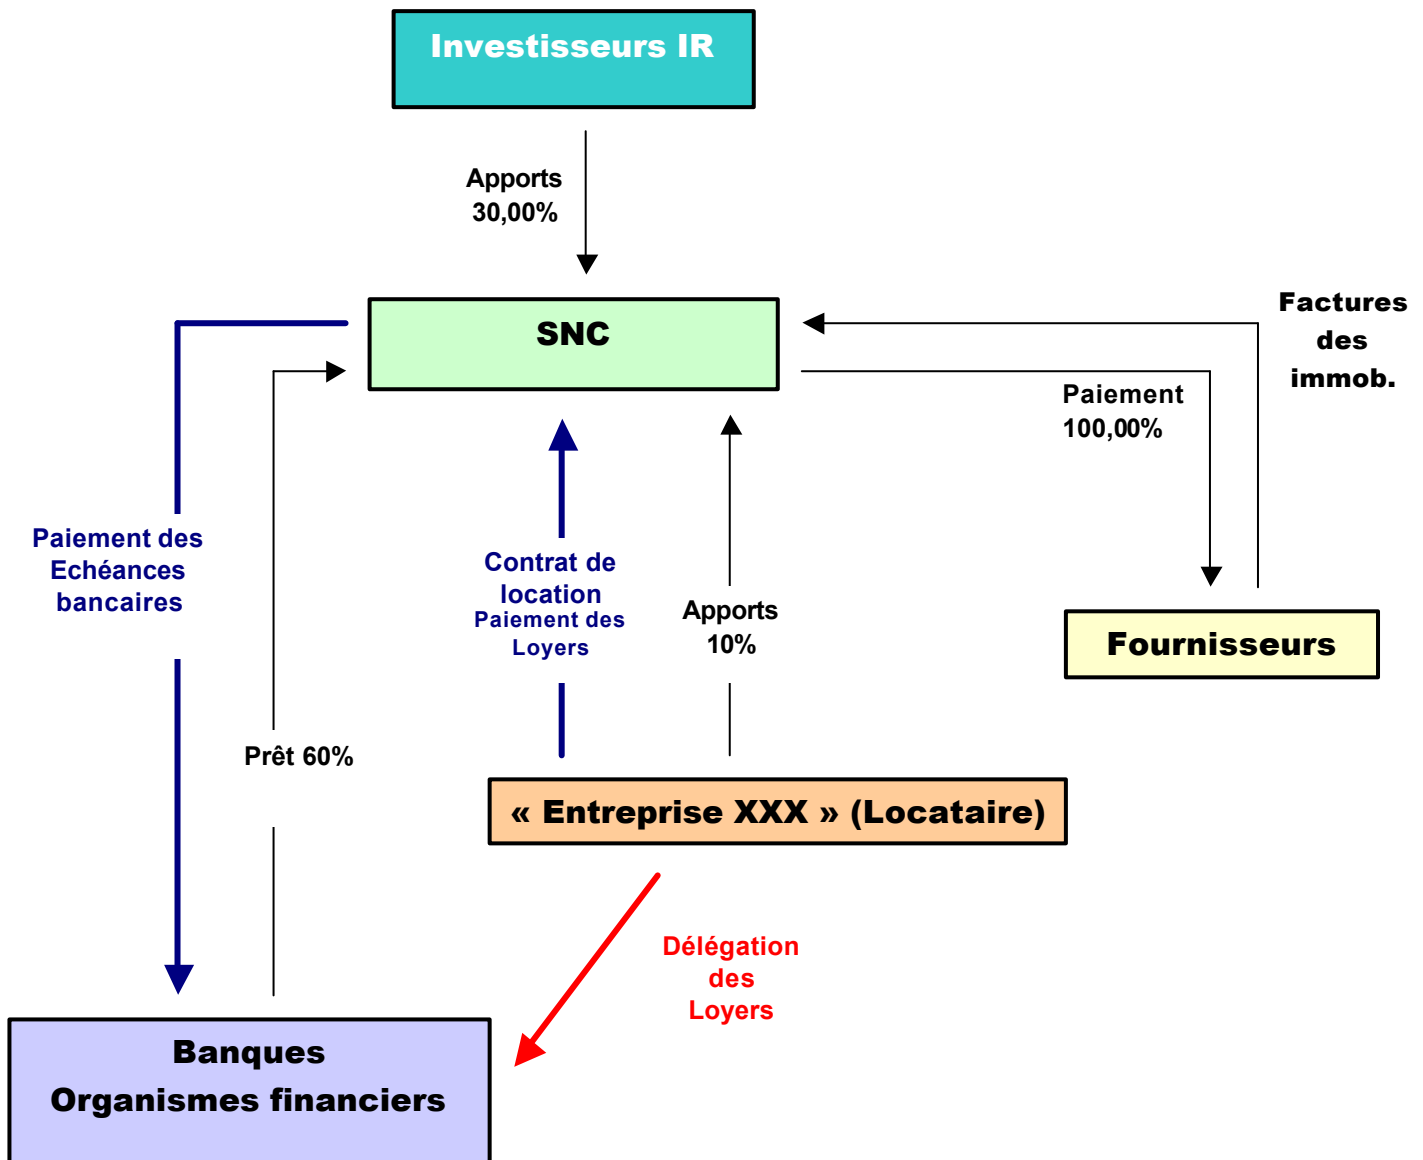 Investisseurs IR
Apports
30,00%
SNC
Factures
des
immob.
Paiement
100,00%
Paiement des
Echéances
bancaires
Contrat de
location
Paiement des
Loyers
Apports
10%
Fournisseurs
Prêt 60%
« Entreprise XXX » (Locataire)
Délégation
des
Loyers
Banques
Organismes financiers